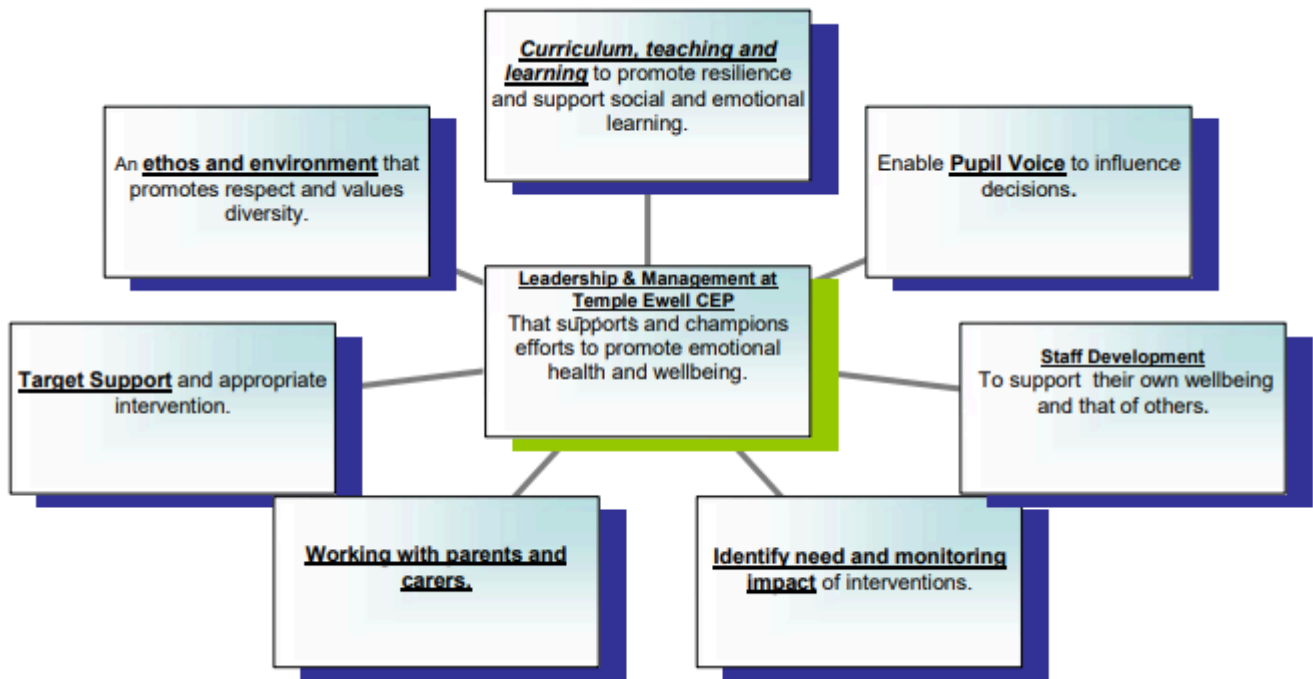 Curriculum, teaching and
learning to promote resilience
and support social and emotional
learning.
An ethos and environment that
promotes respect and values
diversity.
Enable Pupil Voice to influence
decisions.
Leadership & Management at
Temple Ewell CEP
That supports and champions
efforts to promote emotional
health and wellbeing.
Target Support and appropriate
intervention.
Staff Development
To support their own wellbeing
and that of others.
Working with parents and
carers.
Identify need and monitoring
impact of interventions.